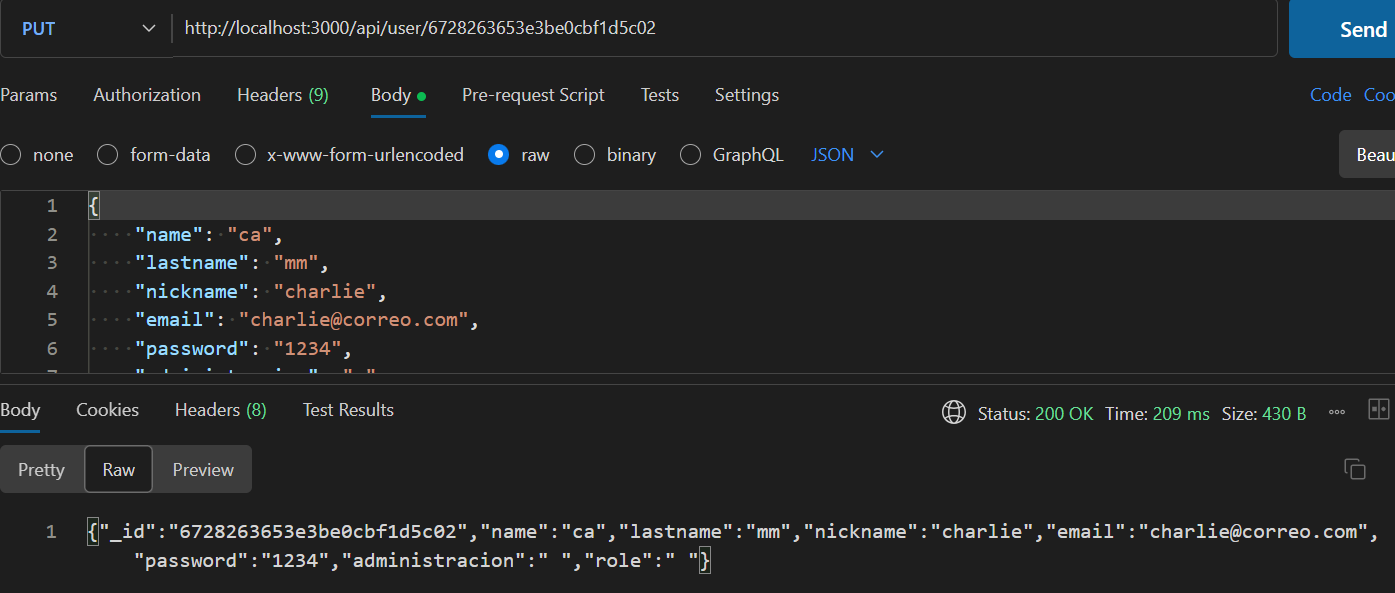 PUT http://localhost:3000/api/user/6728263653e3be0cbf1d5c02 Send
Params Authorization Headers (9) Body Pre-request Script Tests Settings Code Coo
none form-data x-www-form-urlencoded raw binary GraphQL JSON Beau
1 {
2 "name": "ca",
3 "lastname": "mm",
4 "nickname": "charlie",
5 "email": "charlie@correo.com",
6 "password": "1234",
Body Cookies Headers (8) Test Results Status: 200 OK Time: 209 ms Size: 430 B
Pretty Raw Preview
1 {"_id":"6728263653e3be0cbf1d5c02","name":"ca","lastname":"mm","nickname":"charlie","email":"charlie@correo.com",
"password":"1234","administracion":" ","role":" "}